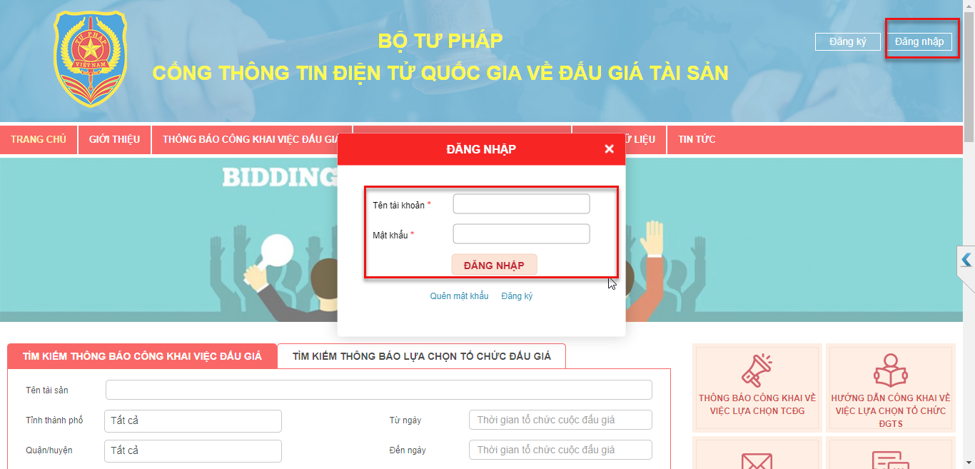 TƯ PHÁP
VIỆT NAM
BỘ TƯ PHÁP
CỔNG THÔNG TIN ĐIỆN TỬ QUỐC GIA VỀ ĐẤU GIÁ TÀI SẢN
Đăng ký
Đăng nhập
TRANG CHỦ
GIỚI THIỆU
THÔNG BÁO CÔNG KHAI VIỆC ĐẤU GIÁ
LIỆU
TIN TỨC
BIDDING
ĐĂNG NHẬP
Tên tài khoản *
Mật khẩu *
ĐĂNG NHẬP
Quên mật khẩu
Đăng ký
TÌM KIẾM THÔNG BÁO CÔNG KHAI VIỆC ĐẤU GIÁ
TÌM KIẾM THÔNG BÁO LỰA CHỌN TỔ CHỨC ĐẤU GIÁ
Tên tài sản
Tỉnh thành phố
Tất cả
Từ ngày
Thời gian tổ chức cuộc đấu giá
Quận/huyện
Tất cả
Đến ngày
Thời gian tổ chức cuộc đấu giá
THÔNG BÁO CÔNG KHAI VỀ
VIỆC LỰA CHỌN TCĐG
HƯỚNG DẪN CÔNG KHAI VỀ
VIỆC LỰA CHỌN TỔ CHỨC
ĐGTS